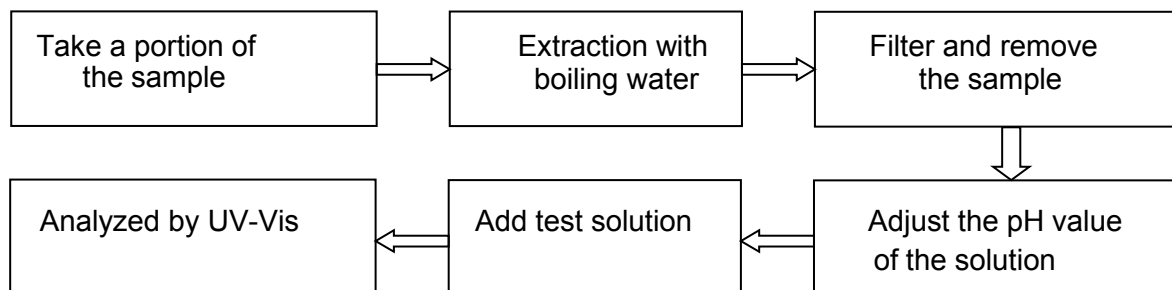 Take a portion of
the sample
Extraction with
boiling water
Filter and remove
the sample
Adjust the pH value
of the solution
Add test solution
Analyzed by UV-Vis